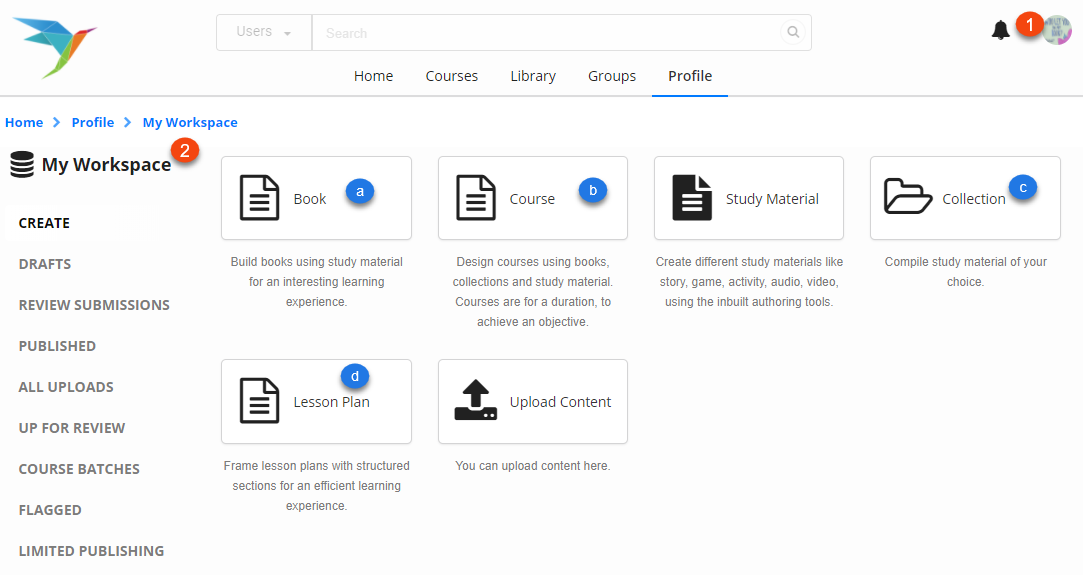 Users
Search
1
Home Courses Library Groups Profile
Home Profile My Workspace
My Workspace 2
CREATE
DRAFTS
REVIEW SUBMISSIONS
PUBLISHED
ALL UPLOADS
UP FOR REVIEW
COURSE BATCHES
FLAGGED
LIMITED PUBLISHING
Book a
Build books using study material
for an interesting learning
experience.
Course b
Design courses using books,
collections and study material.
Courses are for a duration, to
achieve an objective.
Study Material
Create different study materials like
story, game, activity, audio, video,
using the inbuilt authoring tools.
Collection c
Compile study material of your
choice.
d
Lesson Plan
Frame lesson plans with structured
sections for an efficient learning
experience.
Upload Content
You can upload content here.